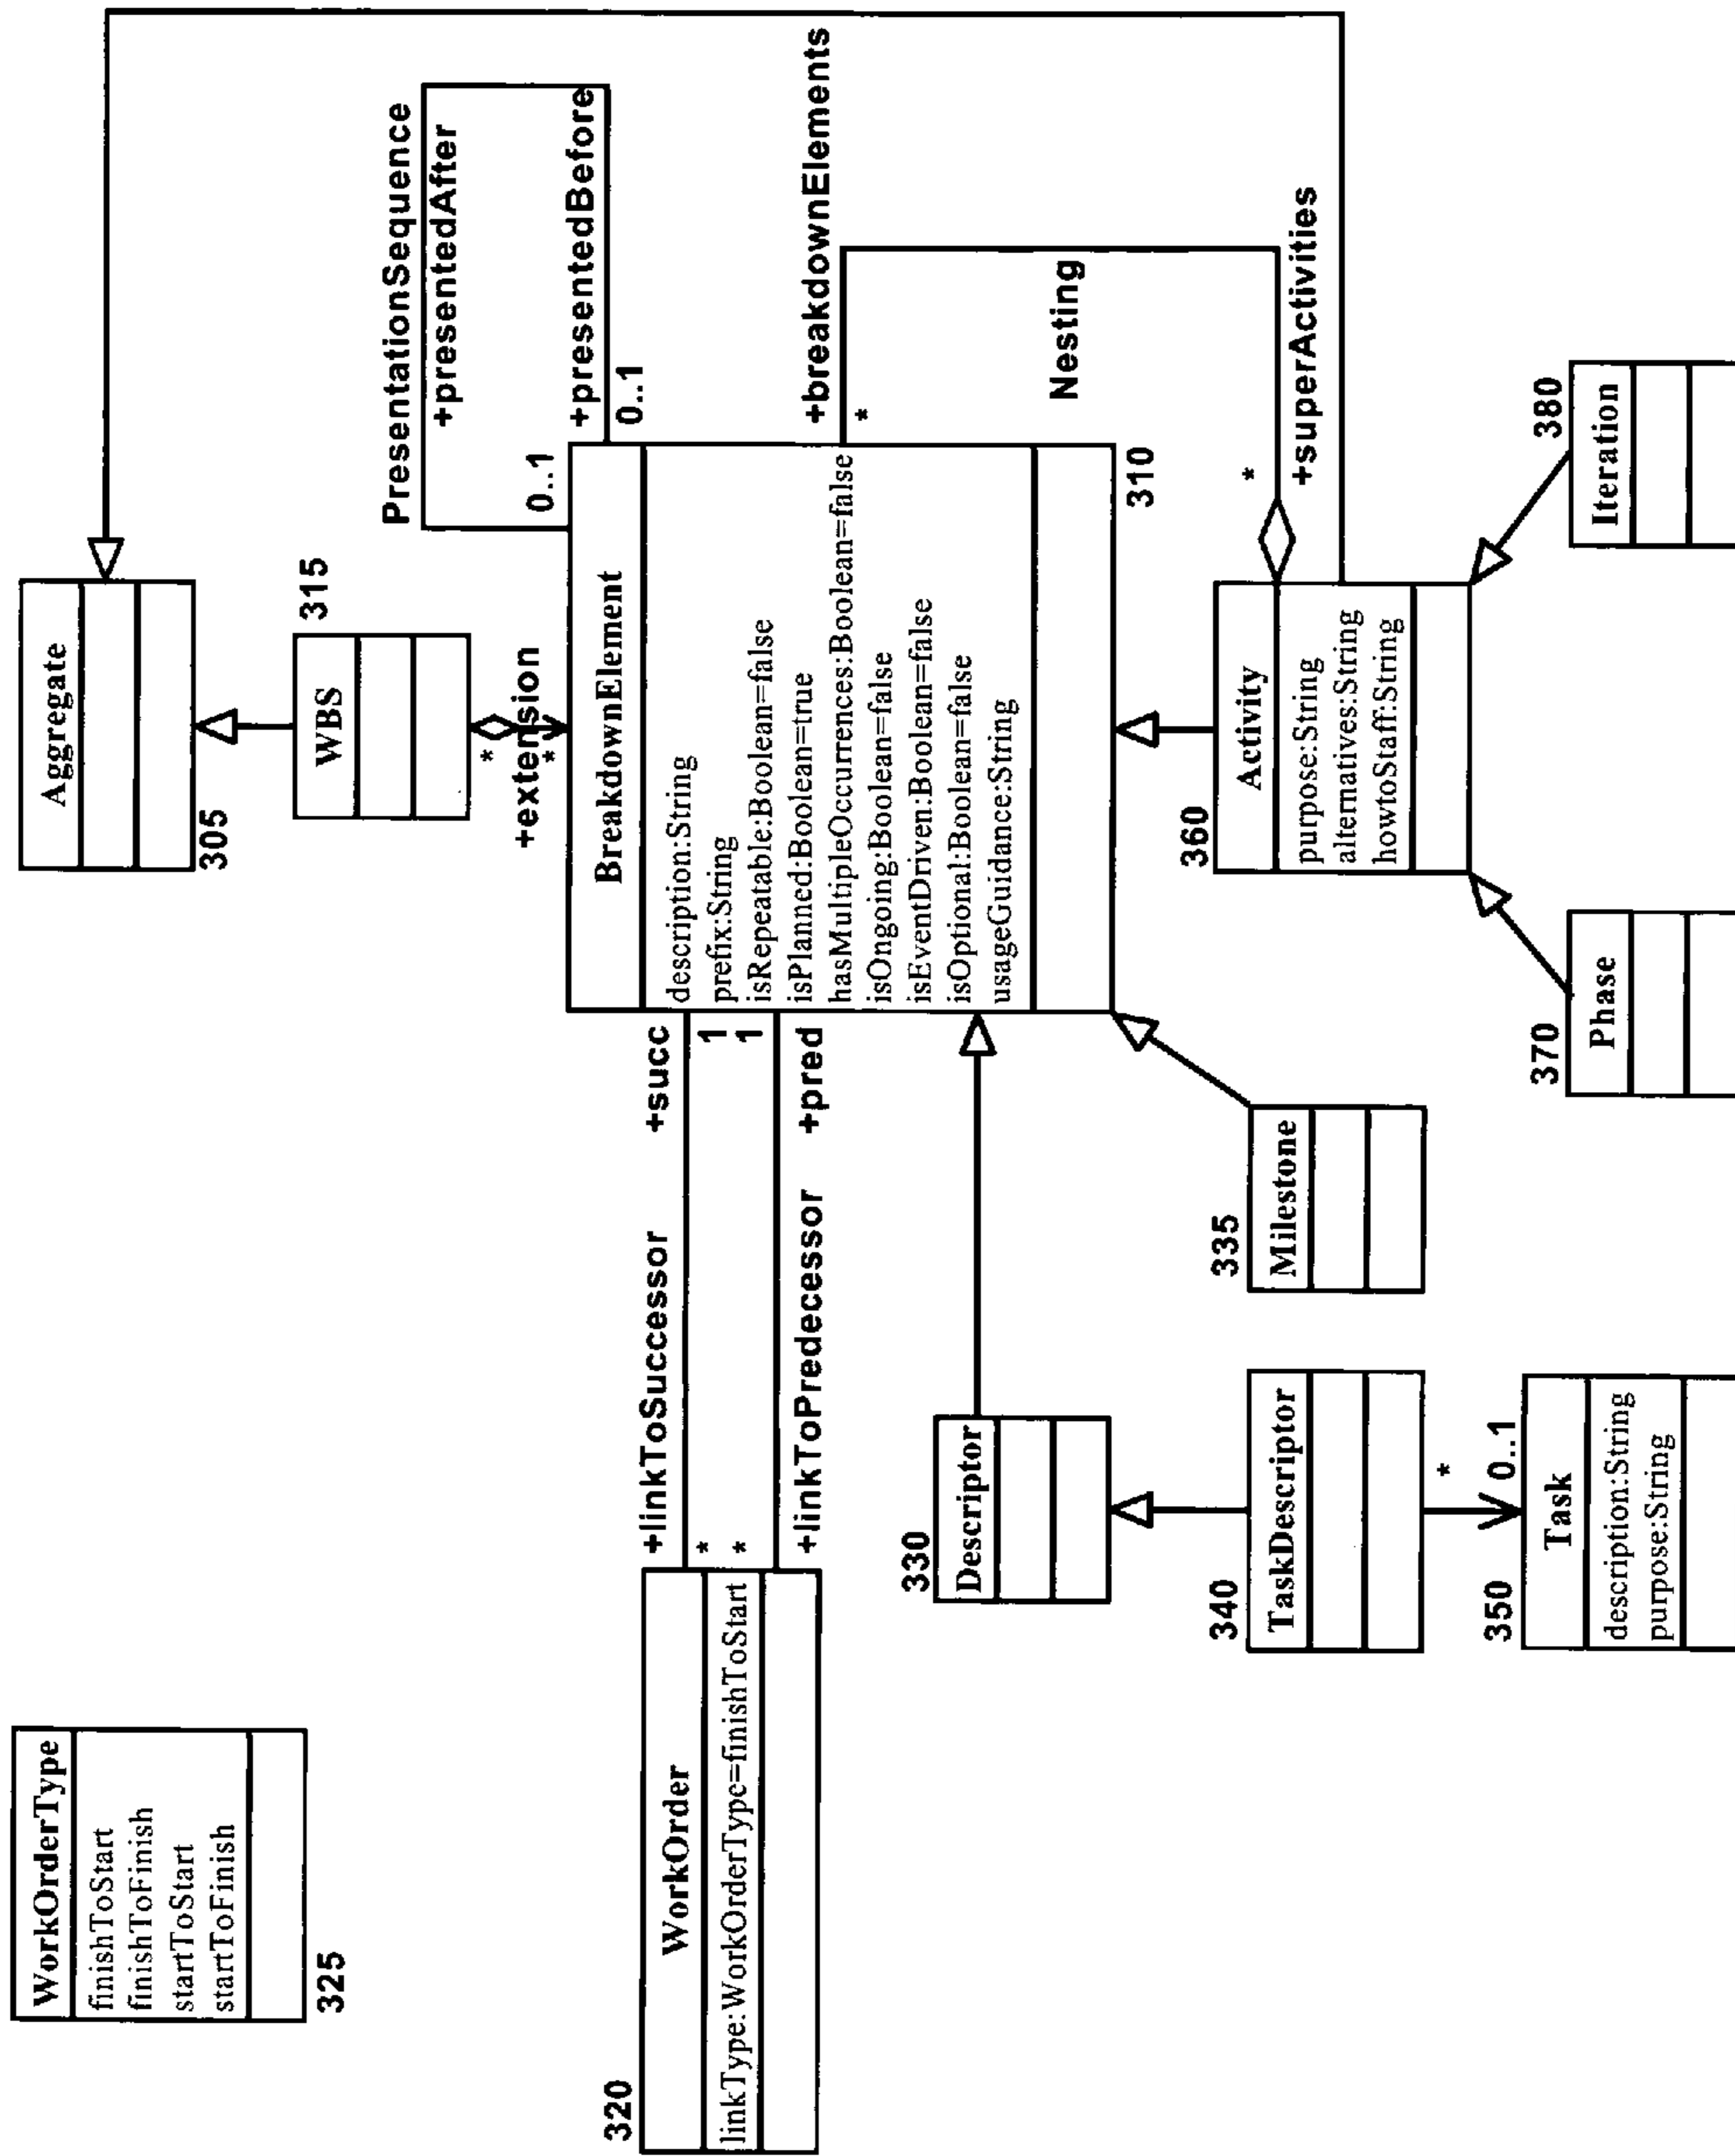 WorkOrderType
finishToStart
finishToFinish
startToStart
startToFinish
325
Aggregate
305
WBS
315
*
+extension
*
PresentationSequence
+presentedAfter
0..1
+presentedBefore
0..1
320
WorkOrder
linkType:WorkOrderType=finishToStart
+linkToSuccessor
*
*
+linkToPredecessor
+succ
1
1
+pred
BreakdownElement
description:String
prefix:String
isRepeatable:Boolean=false
isPlanned:Boolean=true
hasMultipleOccurrences:Boolean=false
isOngoing:Boolean=false
isEventDriven:Boolean=false
isOptional:Boolean=false
usageGuidance:String
310
+breakdownElements
*
Nesting
*
+superActivities
330
Descriptor
340
TaskDescriptor
*
0..1
350
Task
description:String
purpose:String
335
Milestone
360
Activity
purpose:String
alternatives:String
howtoStaff:String
370
Phase
380
Iteration